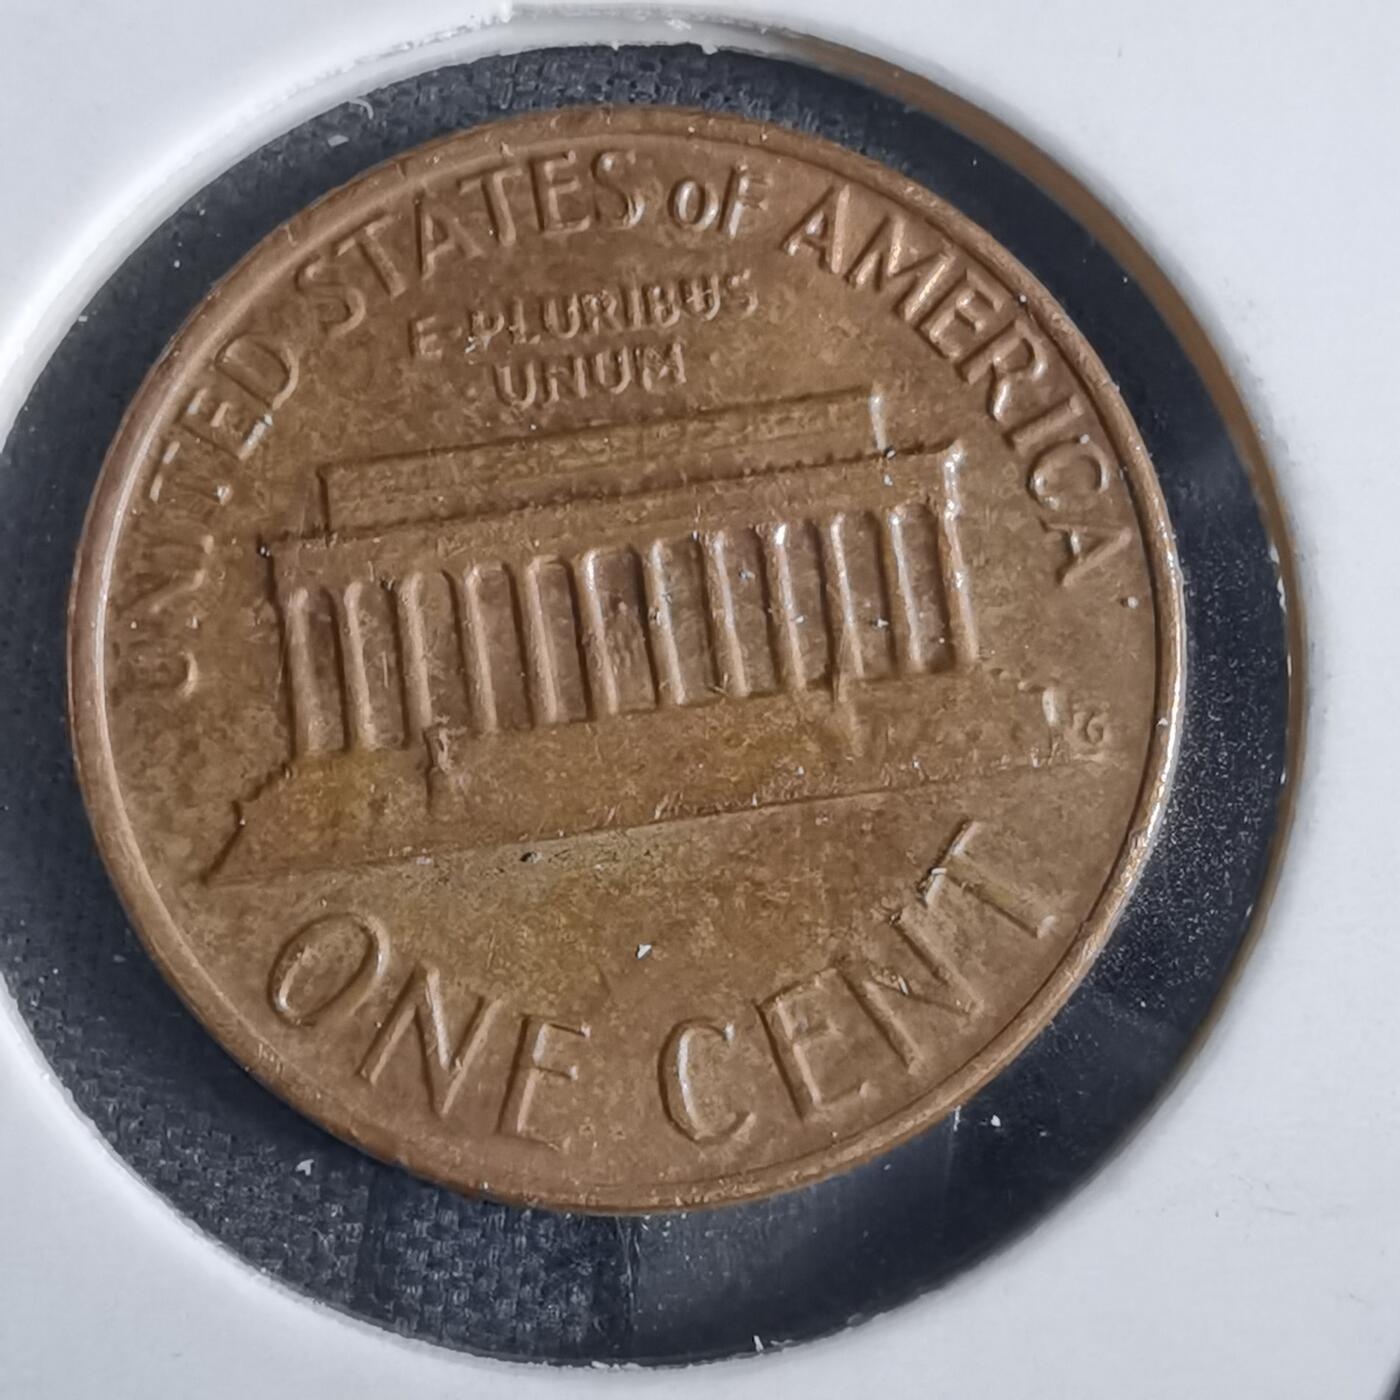 UNITED STATES of AMERICA
E·PLURIBUS
UNUM
FG
ONE CENT